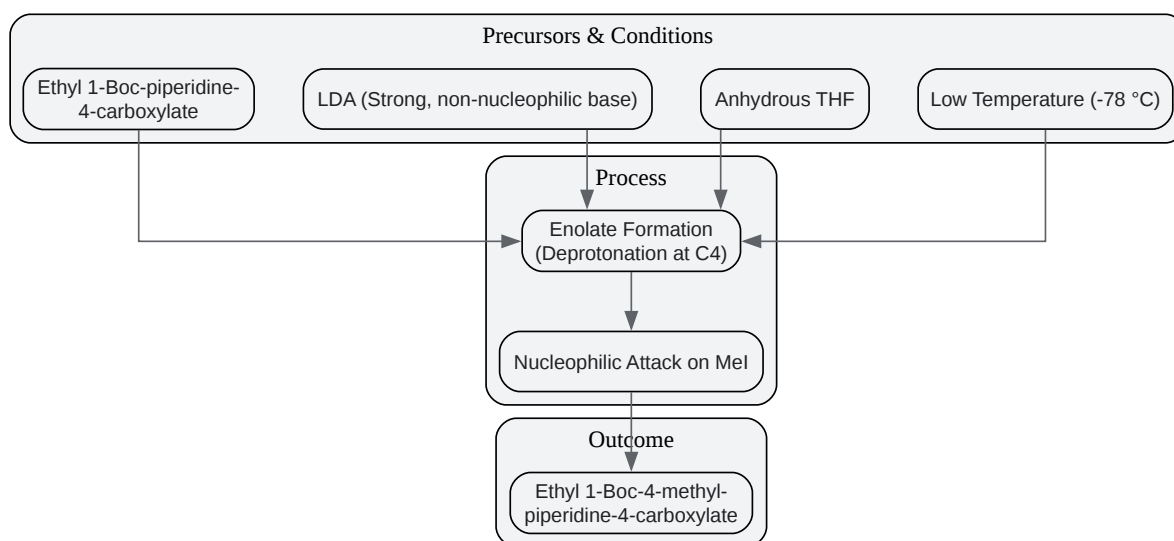 Precursors & Conditions
Ethyl 1-Boc-piperidine-
4-carboxylate
LDA (Strong, non-nucleophilic base)
Anhydrous THF
Low Temperature (-78 °C)
Process
Enolate Formation
(Deprotonation at C4)
Nucleophilic Attack on MeI
Outcome
Ethyl 1-Boc-4-methyl-
piperidine-4-carboxylate